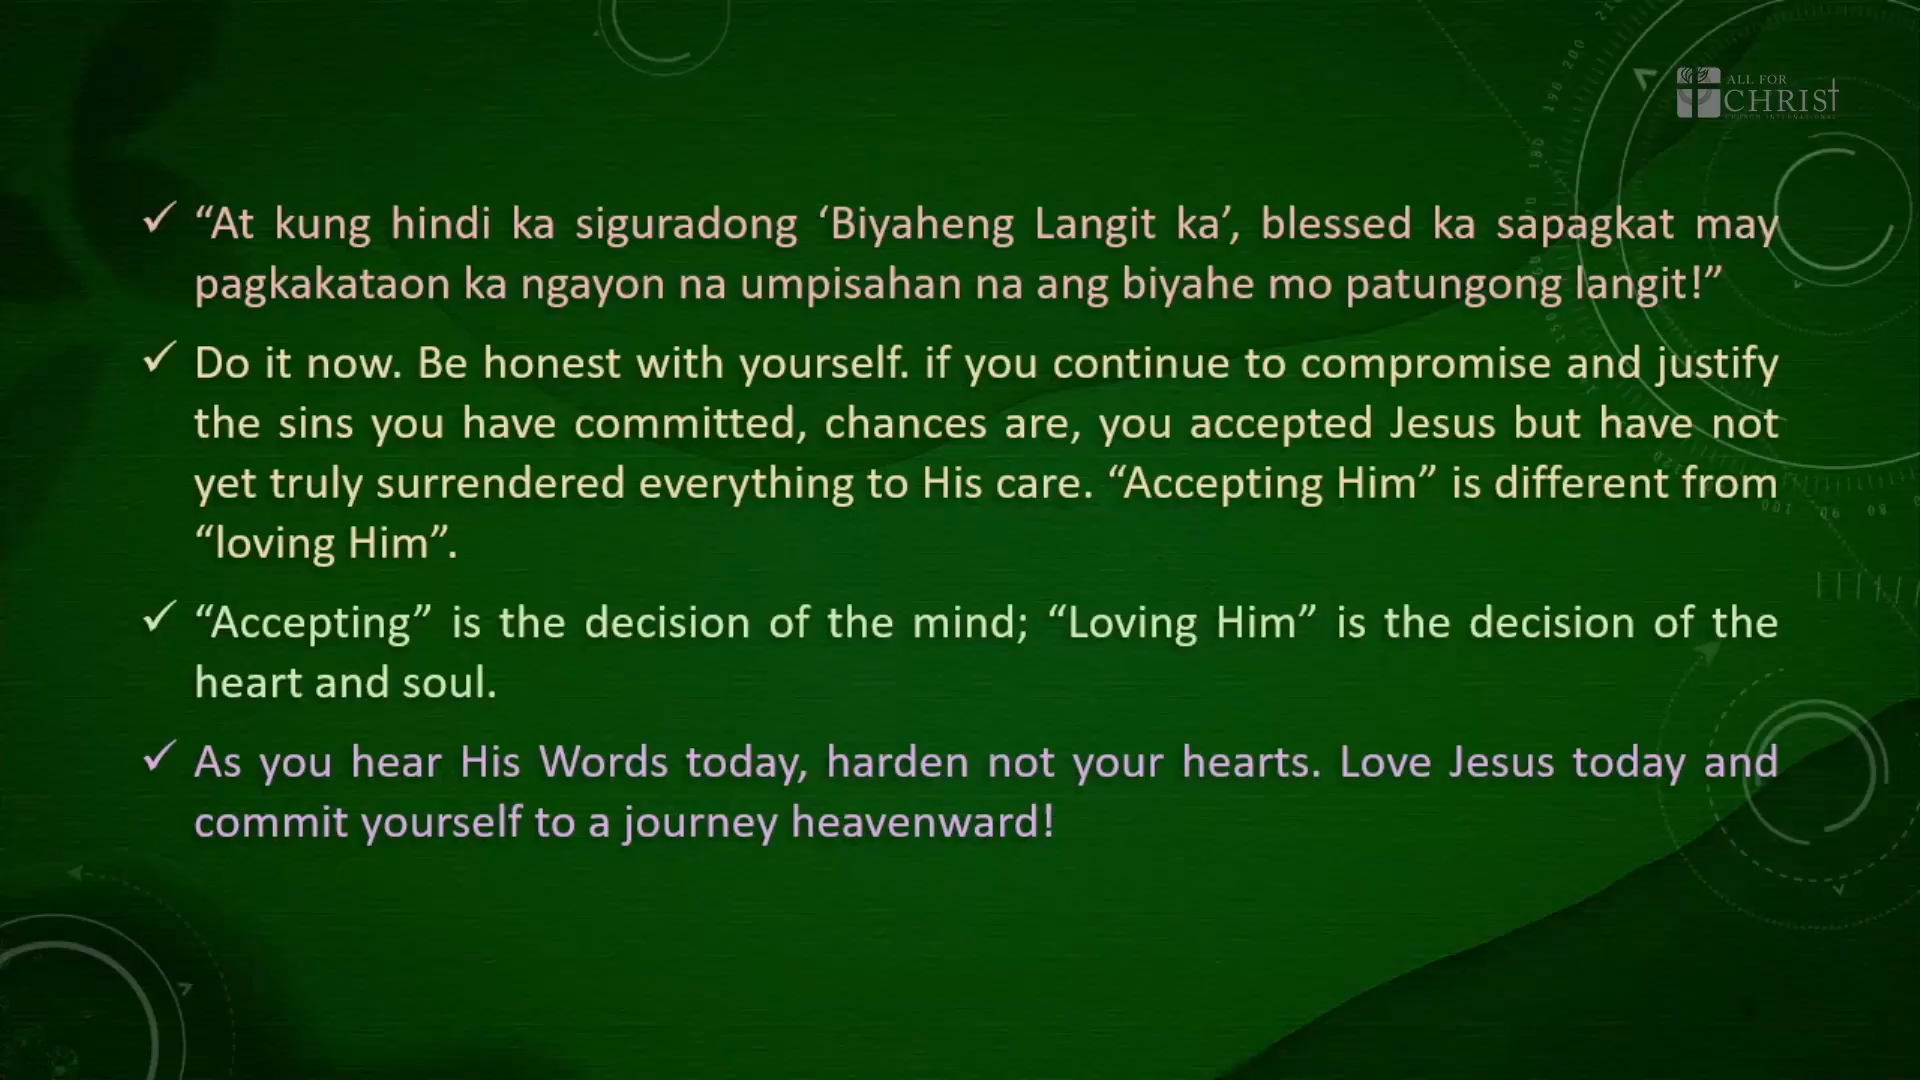 ALL FOR
CHRIST
CHURCH INTERNATIONAL
“At kung hindi ka siguradong ‘Biyaheng Langit ka’, blessed ka sapagkat may
pagkakataon ka ngayon na umpisahan na ang biyahe mo patungong langit!”
Do it now. Be honest with yourself. if you continue to compromise and justify
the sins you have committed, chances are, you accepted Jesus but have not
yet truly surrendered everything to His care. “Accepting Him” is different from
“loving Him”.
“Accepting” is the decision of the mind; “Loving Him” is the decision of the
heart and soul.
As you hear His Words today, harden not your hearts. Love Jesus today and
commit yourself to a journey heavenward!